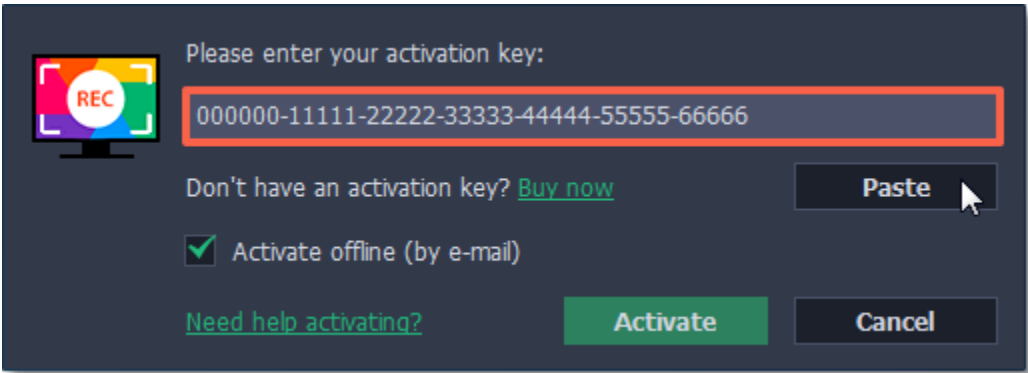 Please enter your activation key:
REC
000000-11111-22222-33333-44444-55555-66666
Don't have an activation key? Buy now
Paste
Activate offline (by e-mail)
Need help activating?
Activate
Cancel